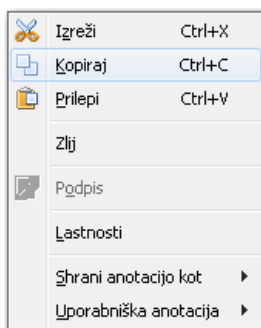 Izreži Ctrl+X
Kopiraj Ctrl+C
Prilepi Ctrl+V
Zlij
Podpis
Lastnosti
Shrani anotacijo kot
Uporabniška anotacija